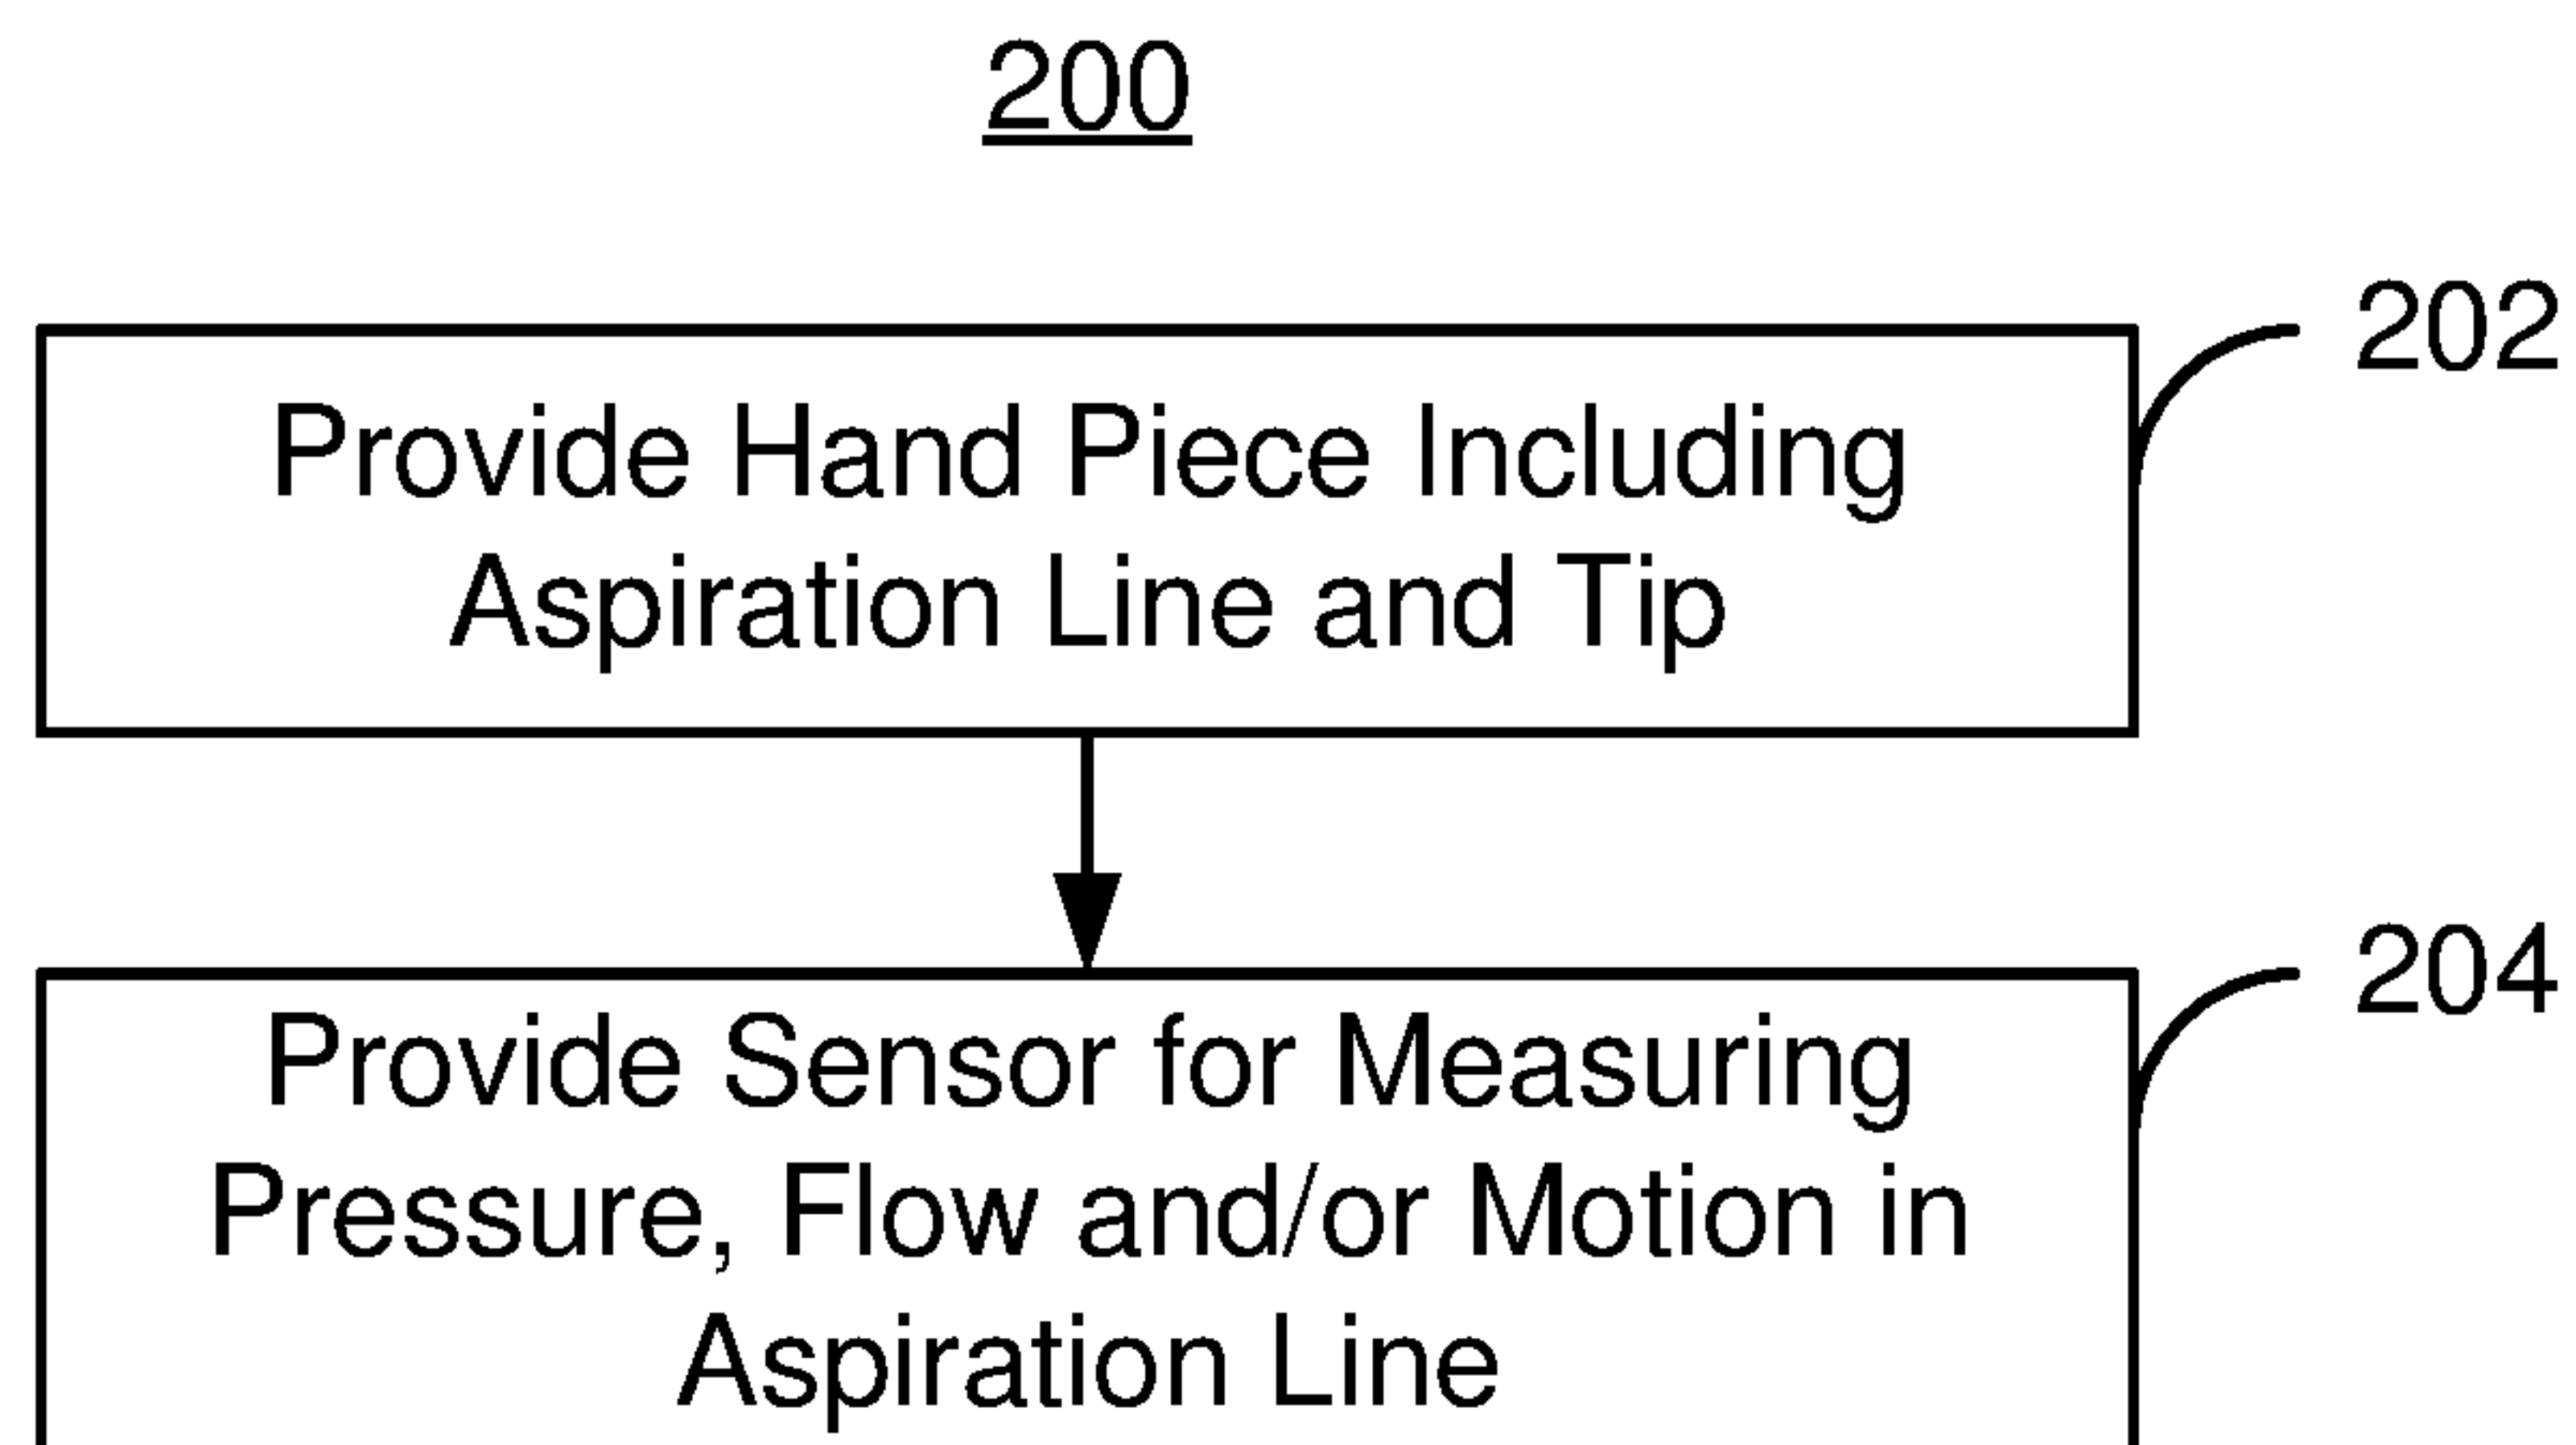 200
202
Provide Hand Piece Including
Aspiration Line and Tip
204
Provide Sensor for Measuring
Pressure, Flow and/or Motion in
Aspiration Line